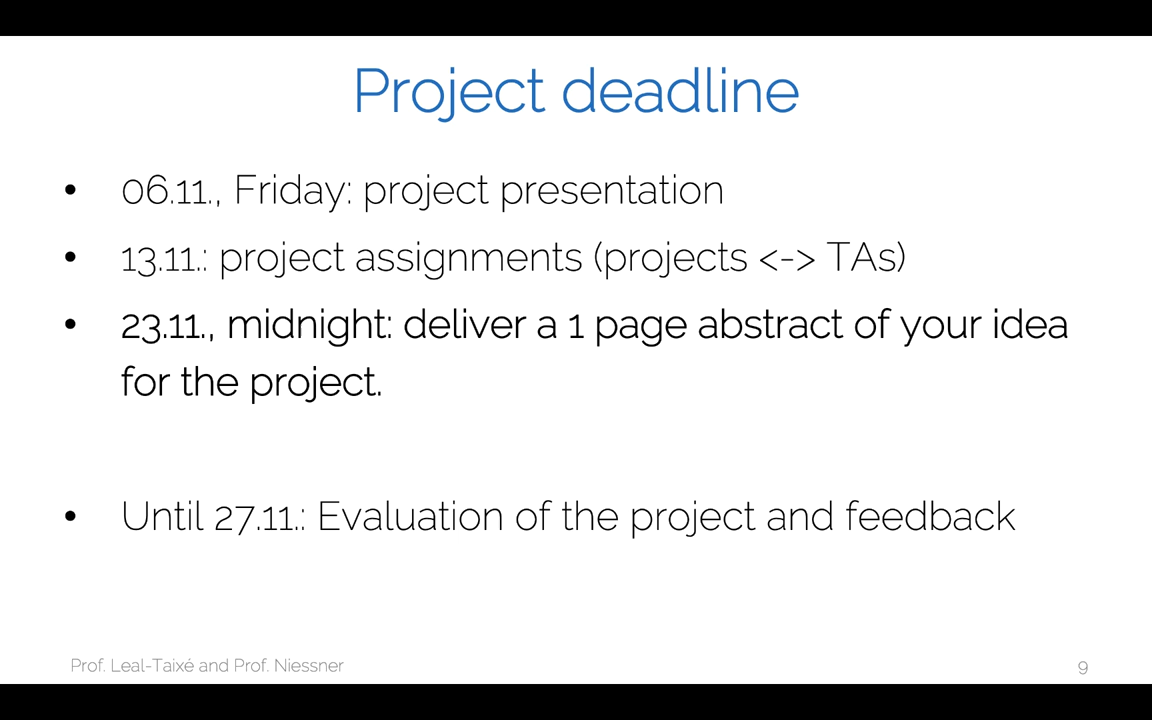 Project deadline
• 06.11., Friday: project presentation
• 13.11.: project assignments (projects <-> TAs)
• 23.11., midnight: deliver a 1 page abstract of your idea
for the project.
• Until 27.11.: Evaluation of the project and feedback
Prof. Leal-Taixé and Prof. Niessner
9